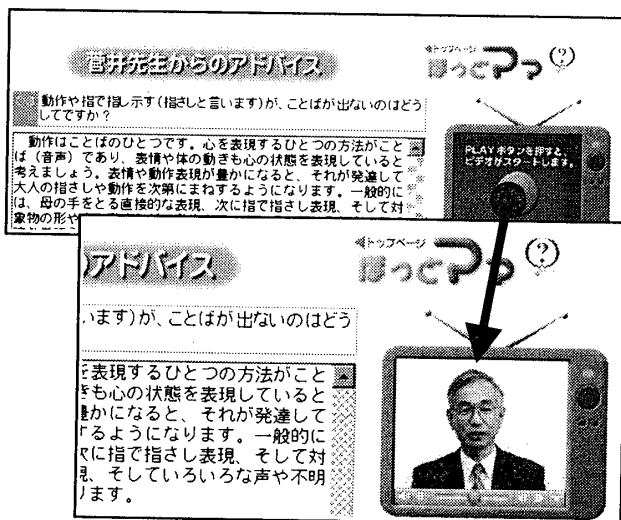 菅井先生からのアドバイス
トップページ
ほっと
?
動作や指で指し示す(指さしと言います)が、ことばが出ないのはどう
してですか?
動作はことばのひとつです。心を表現するひとつの方法がこと
ば(音声)であり、表情や体の動きも心の状態を表現していると
考えましょう。表情や動作表現が豊かになると、それが発達して
大人の指さしや動作を次第にまねするようになります。一般的に
は、母の手をとる直接的な表現、次に指で指さし表現、そして対
象物の形や
PLAYボタンを押すと、
ビデオがスタートします。
のアドバイス
トップページ
ほっと
?
います)が、ことばが出ないのはどう
を表現するひとつの方法がこと
きも心の状態を表現していると
豊かになると、それが発達して
するようになります。一般的に
次に指で指さし表現、そして対
現、そしていろいろな声や不明
ります。